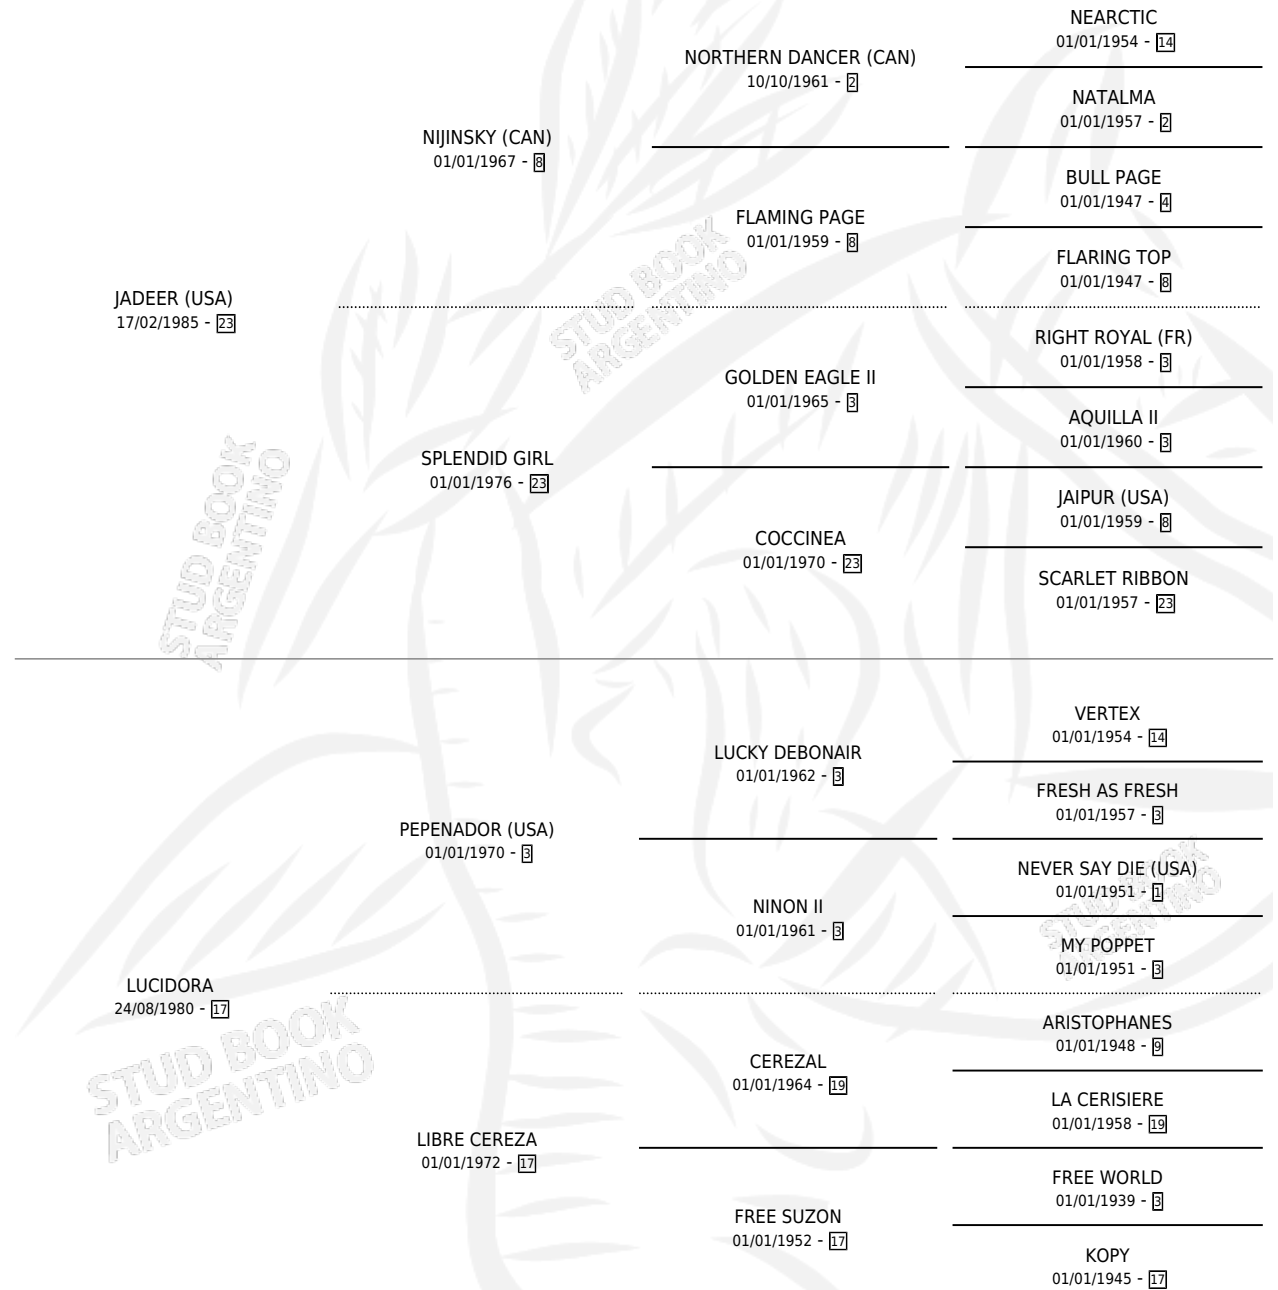 NEARCTIC
01/01/1954 - 14
NORTHERN DANCER (CAN)
10/10/1961 - 2
NATALMA
01/01/1957 - 2
NIJINSKY (CAN)
01/01/1967 - 8
BULL PAGE
01/01/1947 - 4
FLAMING PAGE
01/01/1959 - 8
FLARING TOP
01/01/1947 - 8
JADEER (USA)
17/02/1985 - 23
RIGHT ROYAL (FR)
01/01/1958 - 3
GOLDEN EAGLE II
01/01/1965 - 3
AQUILLA II
01/01/1960 - 3
SPLENDID GIRL
01/01/1976 - 23
JAIPUR (USA)
01/01/1959 - 8
COCCINEA
01/01/1970 - 23
SCARLET RIBBON
01/01/1957 - 23
STUD BOOK
ARGENTINO
STUD BOOK
ARGENTINO
VERTEX
01/01/1954 - 14
LUCKY DEBONAIR
01/01/1962 - 3
FRESH AS FRESH
01/01/1957 - 3
PEPENADOR (USA)
01/01/1970 - 3
NEVER SAY DIE (USA)
01/01/1951 - 1
NINON II
01/01/1961 - 3
MY POPPET
01/01/1951 - 3
LUCIDORA
24/08/1980 - 17
ARISTOPHANES
01/01/1948 - 9
CEREZAL
01/01/1964 - 19
LA CERISIERE
01/01/1958 - 19
LIBRE CEREZA
01/01/1972 - 17
FREE WORLD
01/01/1939 - 3
FREE SUZON
01/01/1952 - 17
KOPY
01/01/1945 - 17
STUD BOOK
ARGENTINO
STUD BOOK
ARGENTINO